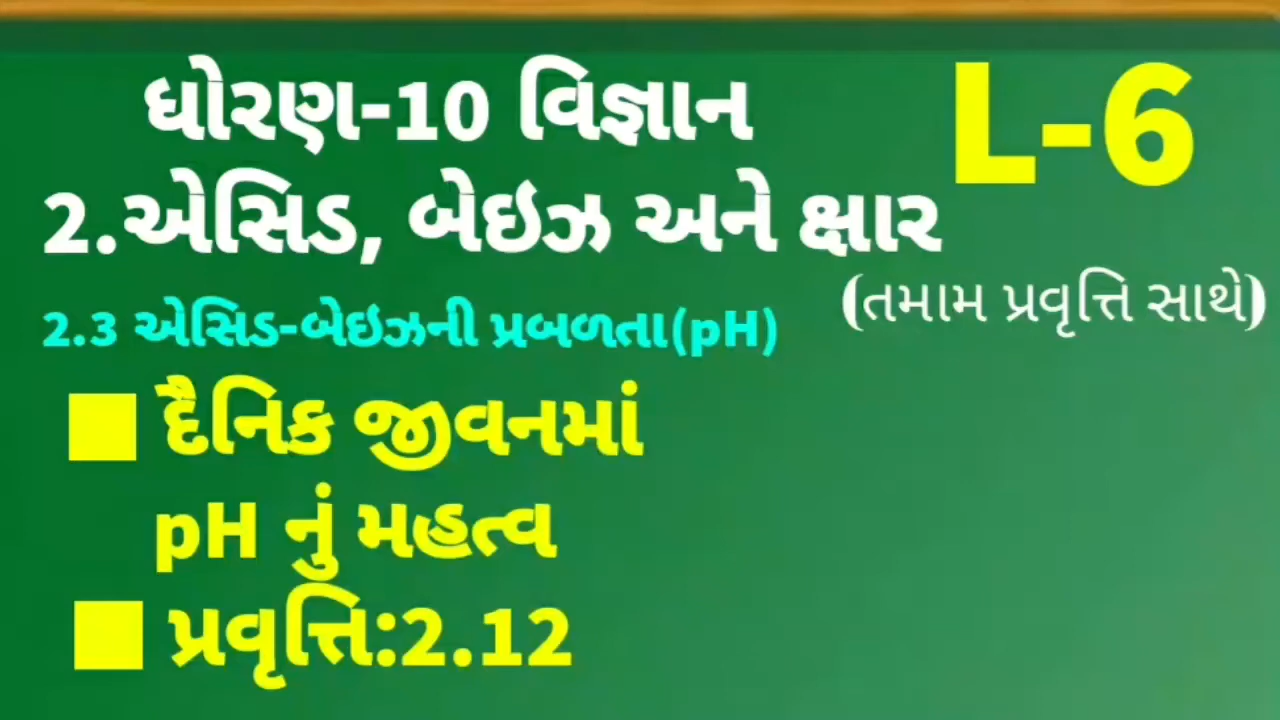 ધોરણ-10 વિજ્ઞાન
L-6
2.એસિડ, બેઇઝ અને ક્ષાર
(તમામ પ્રવૃત્તિ સાથે)
2.3 એસિડ-બેઇઝની પ્રબળતા(pH)
■ દૈનિક જીવનમાં
pH નું મહત્વ
■ પ્રવૃત્તિ:2.12